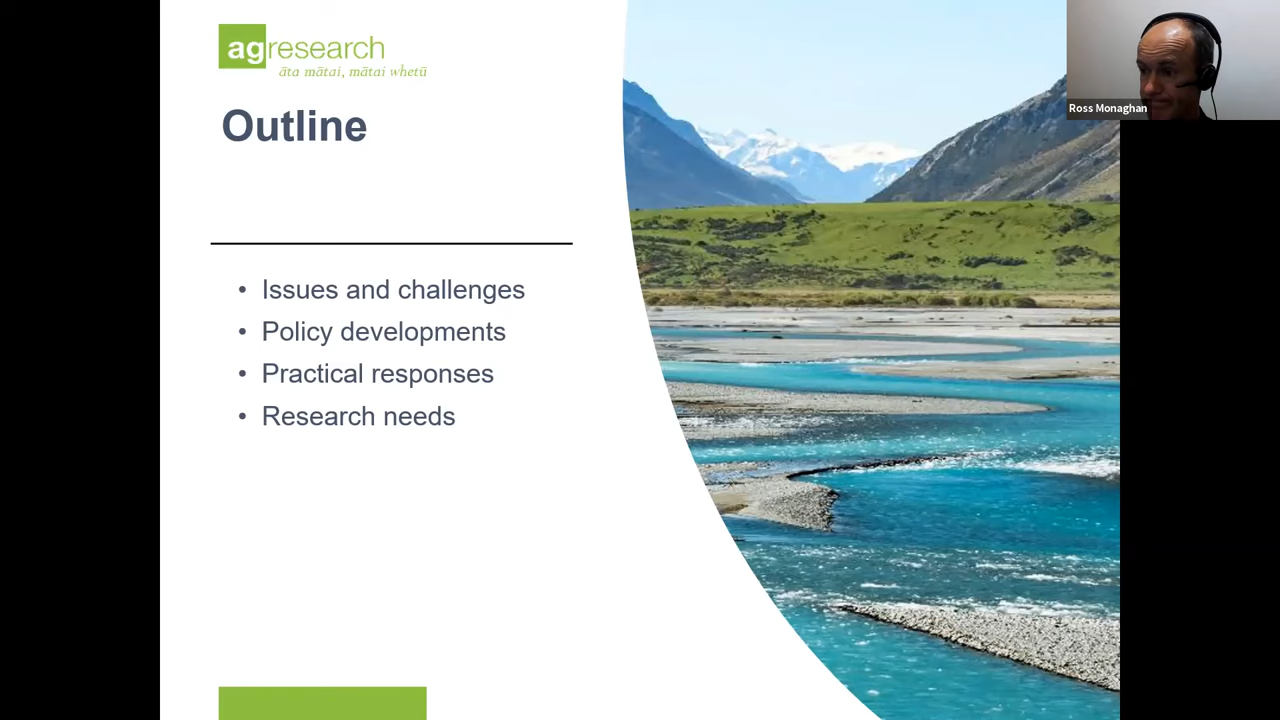 agresearch
āta mātai, mātai whetū
Outline
• Issues and challenges
• Policy developments
• Practical responses
• Research needs
Ross Monaghan